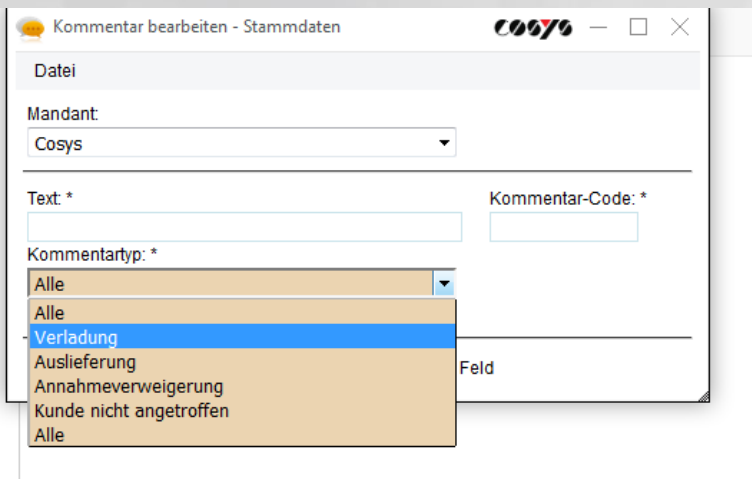 Kommentar bearbeiten - Stammdaten COSYS
Datei
Mandant:
Cosys
Text: * Kommentar-Code: *
Kommentartyp: *
Alle
Alle
Verladung
Auslieferung
Feld
Annahmeverweigerung
Kunde nicht angetroffen
Alle